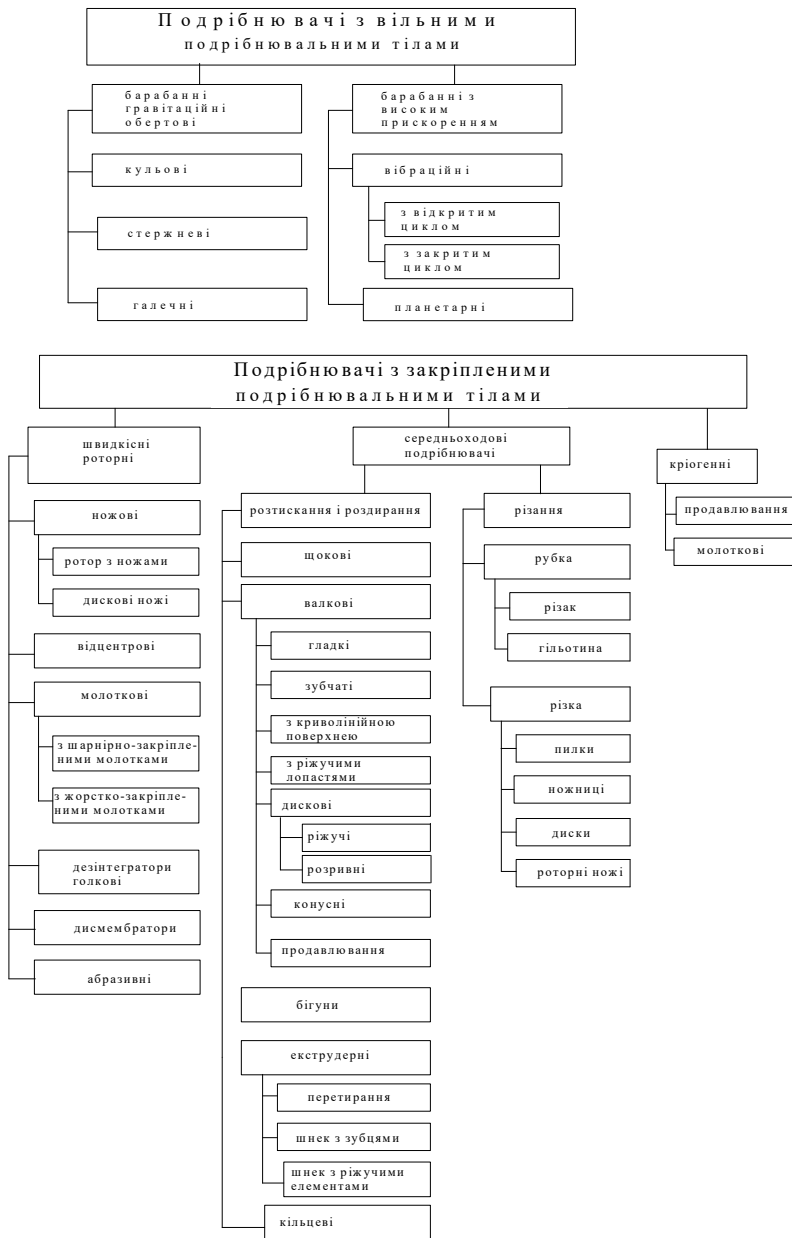 Подрібнювачі з вільними
подрібнювальними тілами
барабанні
гравітаційні
обертові
кульові
стержневі
галечні
барабанні з
високим
прискоренням
вібраційні
з відкритим
циклом
з закритим
циклом
планетарні
Подрібнювачі з закріпленими
подрібнювальними тілами
швидкісні
роторні
ножові
ротор з ножами
дискові ножі
відцентрові
молоткові
з шарнірно-закріпле-
ними молотками
з жорстко-закріпле-
ними молотками
дезінтегратори
голкові
дисмембратори
абразивні
середньоходові
подрібнювачі
розтискання і роздирання
щокові
валкові
гладкі
зубчаті
з криволінійною
поверхнею
з ріжучими
лопастями
дискові
ріжучі
розривні
конусні
продавлювання
бігуни
екструдерні
перетирання
шнек з зубцями
шнек з ріжучими
елементами
кільцеві
різання
рубка
різак
гільотина
різка
пилки
ножниці
диски
роторні ножі
кріогенні
продавлювання
молоткові